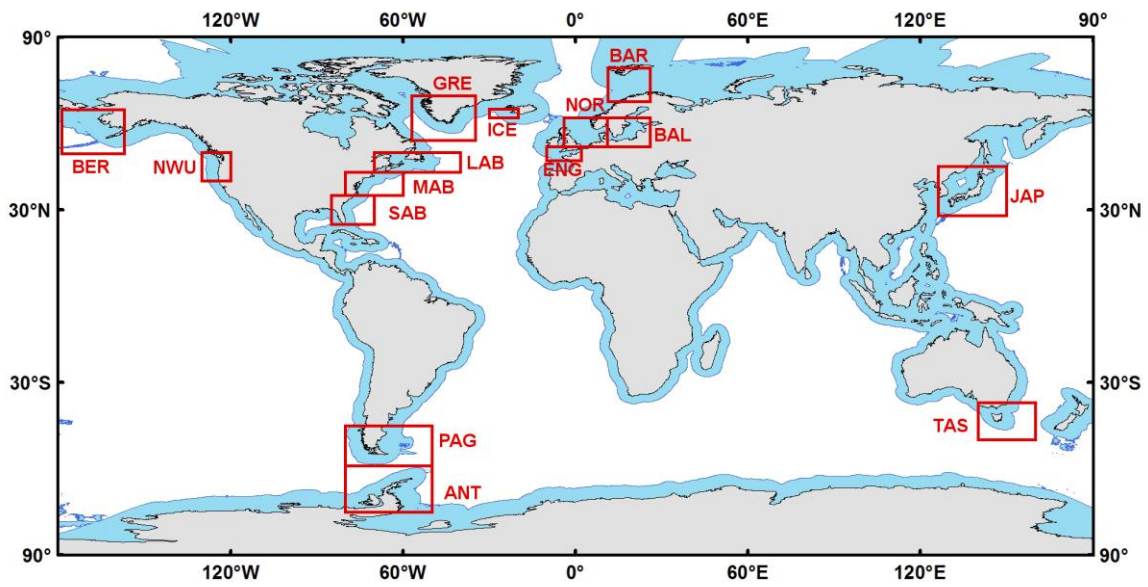 120°W 60°W 0° 60°E 120°E 90°
90°
BAR
GRE
NOR
ICE
BAL
BER
NWU
LAB
ENG
MAB
JAP
SAB
30°N 30°N
30°S 30°S
TAS
PAG
ANT
90° 90°
120°W 60°W 0° 60°E 120°E